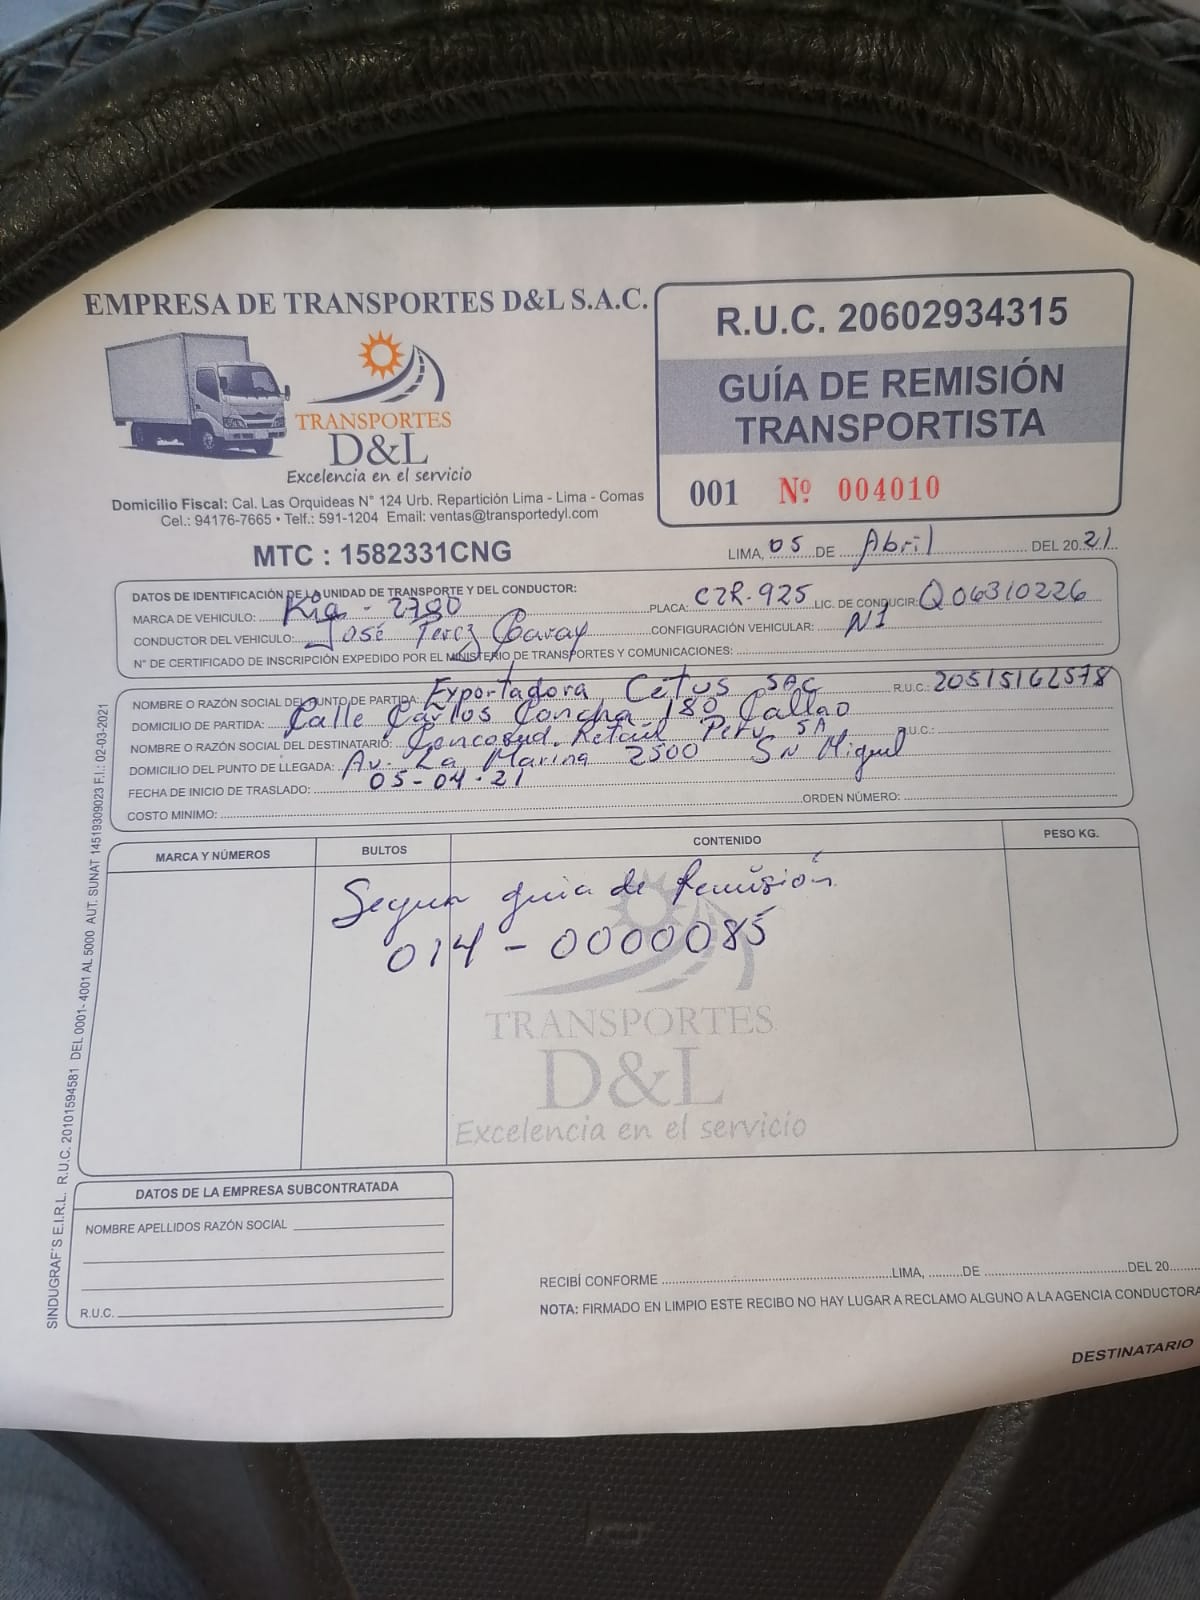 EMPRESA DE TRANSPORTES D&L S.A.C.
TRANSPORTES
D&L
Excelencia en el servicio
Domicilio Fiscal: Cal. Las Orquideas N° 124 Urb. Repartición Lima - Lima - Comas
Cel.: 94176-7665 • Telf.: 591-1204 Email: ventas@transportedyl.com
MTC : 1582331CNG
R.U.C. 20602934315
GUÍA DE REMISIÓN
TRANSPORTISTA
001 Nº 004010
LIMA, 05 DE Abril DEL 2021
DATOS DE IDENTIFICACIÓN DE LA UNIDAD DE TRANSPORTE Y DEL CONDUCTOR:
MARCA DE VEHICULO: Kia - 2780 PLACA: C2R-925 LIC. DE CONDUCIR: Q06310226
CONDUCTOR DEL VEHICULO: José Perez Garay CONFIGURACIÓN VEHICULAR: N1
N° DE CERTIFICADO DE INSCRIPCIÓN EXPEDIDO POR EL MINISTERIO DE TRANSPORTES Y COMUNICACIONES:
NOMBRE O RAZÓN SOCIAL DEL PUNTO DE PARTIDA: Exportadora Cetus SAC R.U.C.: 20515162578
DOMICILIO DE PARTIDA: Calle Carlos Concha 180 Callao
NOMBRE O RAZÓN SOCIAL DEL DESTINATARIO: Cencosud Retail Peru SA R.U.C.:
DOMICILIO DEL PUNTO DE LLEGADA: Av. La Marina 2500 Sn Miguel
FECHA DE INICIO DE TRASLADO: 05-04-21
COSTO MINIMO: ORDEN NÚMERO:
MARCA Y NÚMEROS BULTOS CONTENIDO PESO KG.
Segun guia de Remisión
014 - 0000085
TRANSPORTES
D&L
Excelencia en el servicio
DATOS DE LA EMPRESA SUBCONTRATADA
NOMBRE APELLIDOS RAZÓN SOCIAL
R.U.C.
RECIBÍ CONFORME LIMA, DE DEL 20
NOTA: FIRMADO EN LIMPIO ESTE RECIBO NO HAY LUGAR A RECLAMO ALGUNO A LA AGENCIA CONDUCTORA
DESTINATARIO
SINDUGRAF'S E.I.R.L. R.U.C. 20101594581 DEL 0001- 4001 AL 5000 AUT. SUNAT 14519309023 F.I.: 02-03-2021